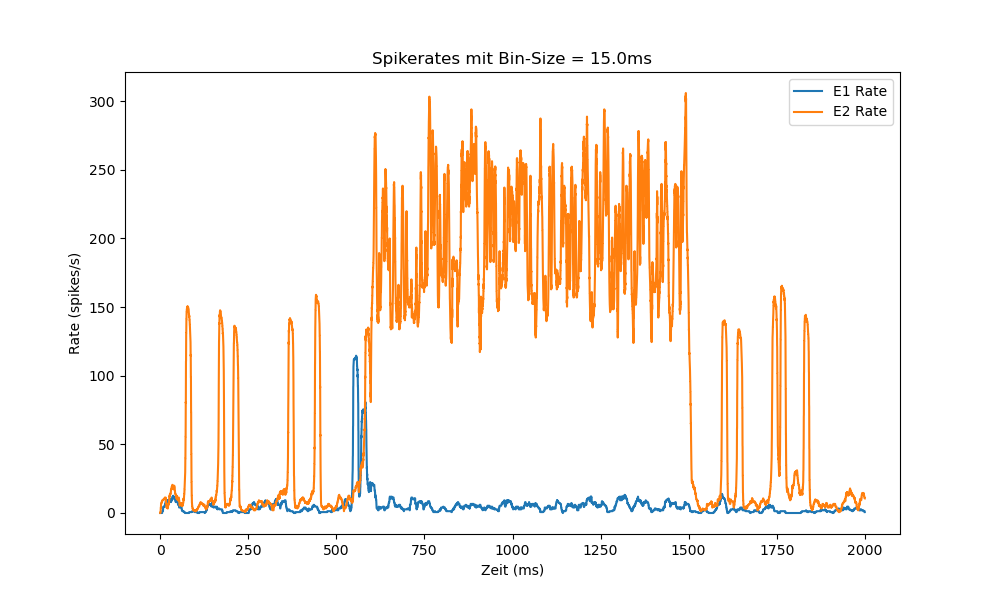 Spikerates mit Bin-Size = 15.0ms
E1 Rate
E2 Rate
Rate (spikes/s)
300
250
200
150
100
50
0
0 250 500 750 1000 1250 1500 1750 2000
Zeit (ms)